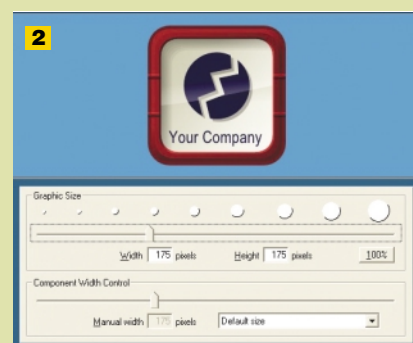 2
Your Company
Graphic Size
Width 175 pixels Height 175 pixels 100%
Component Width Control
Manual width 175 pixels Default size